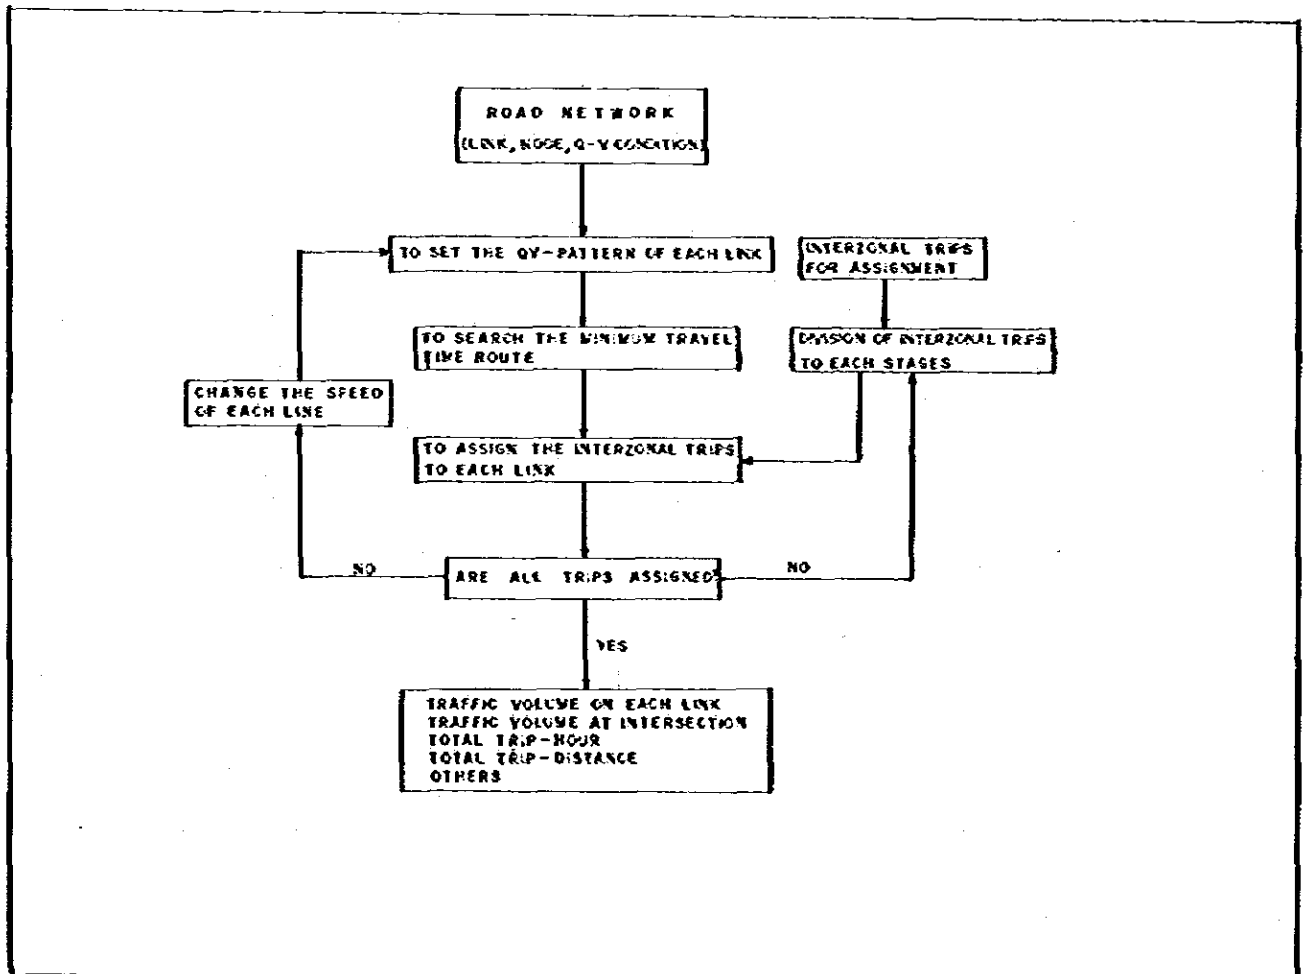 ROAD NETWORK
(LINK, NODE, Q-V CONDITION)
TO SET THE QV-PATTERN OF EACH LINK
INTERZONAL TRIPS
FOR ASSIGNMENT
TO SEARCH THE MINIMUM TRAVEL
TIME ROUTE
DIVISION OF INTERZONAL TRIPS
TO EACH STAGES
CHANGE THE SPEED
OF EACH LINE
TO ASSIGN THE INTERZONAL TRIPS
TO EACH LINK
NO
ARE ALL TRIPS ASSIGNED?
NO
YES
TRAFFIC VOLUME ON EACH LINK
TRAFFIC VOLUME AT INTERSECTION
TOTAL TRIP-HOUR
TOTAL TRIP-DISTANCE
OTHERS